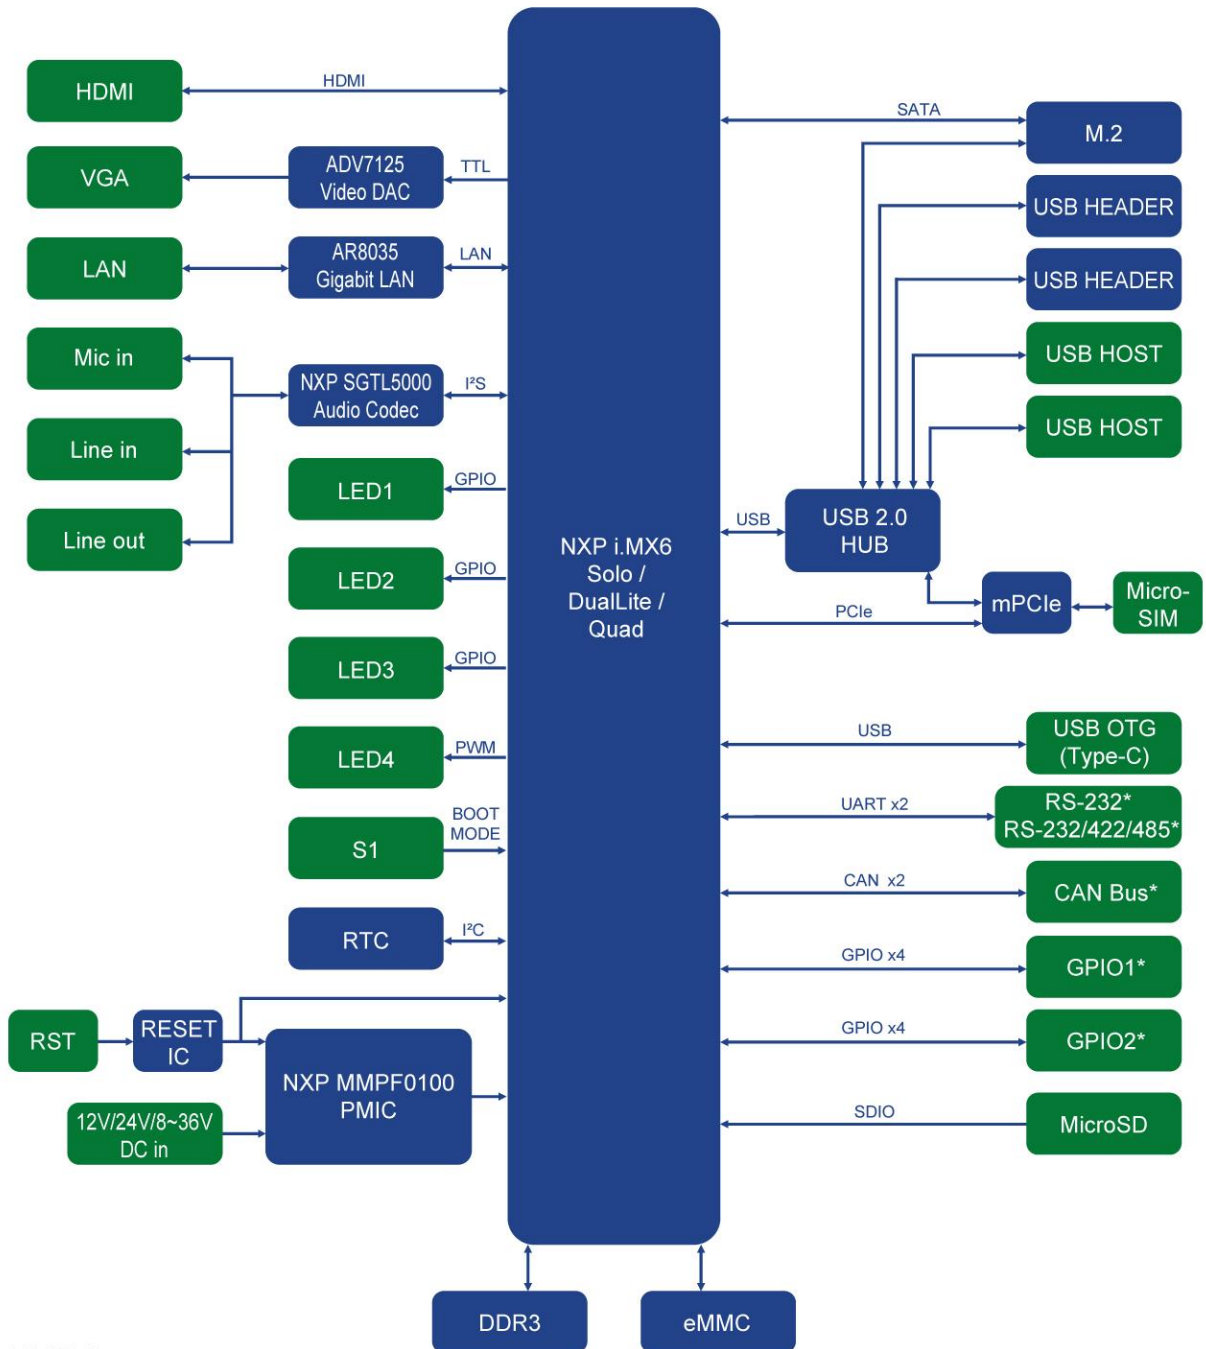 HDMI
HDMI
VGA
ADV7125
Video DAC
TTL
LAN
AR8035
Gigabit LAN
LAN
Mic in
Line in
Line out
NXP SGTL5000
Audio Codec
I²S
LED1
GPIO
LED2
GPIO
LED3
GPIO
LED4
PWM
S1
BOOT
MODE
RTC
I²C
RST
RESET
IC
12V/24V/8~36V
DC in
NXP MMPF0100
PMIC
NXP i.MX6
Solo /
DualLite /
Quad
SATA
M.2
USB HEADER
USB HEADER
USB HOST
USB HOST
USB
USB 2.0
HUB
PCIe
mPCIe
Micro-
SIM
USB
USB OTG
(Type-C)
UART x2
RS-232*
RS-232/422/485*
CAN x2
CAN Bus*
GPIO x4
GPIO1*
GPIO x4
GPIO2*
SDIO
MicroSD
DDR3
eMMC